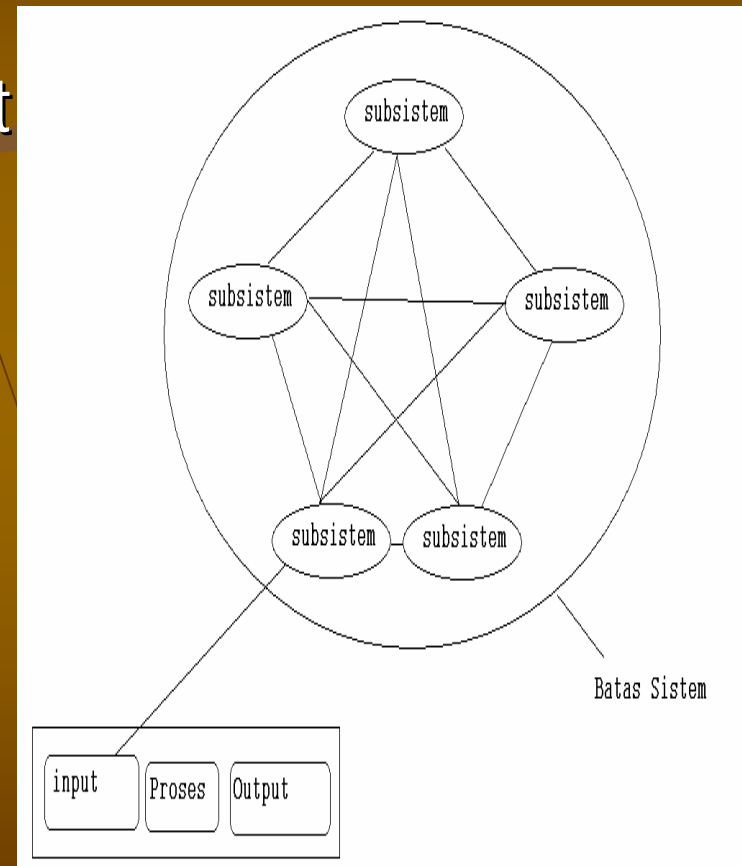 t
subsistem
subsistem
subsistem
subsistem
subsistem
Batas Sistem
input
Proses
Output